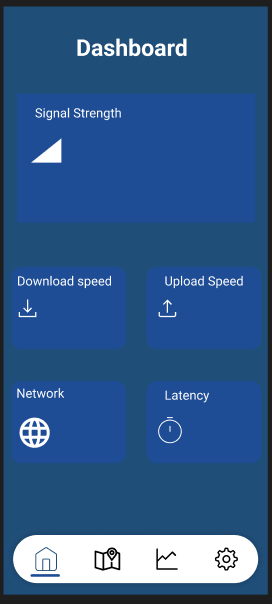 Dashboard
Signal Strength
Download speed
Upload Speed
Network
Latency